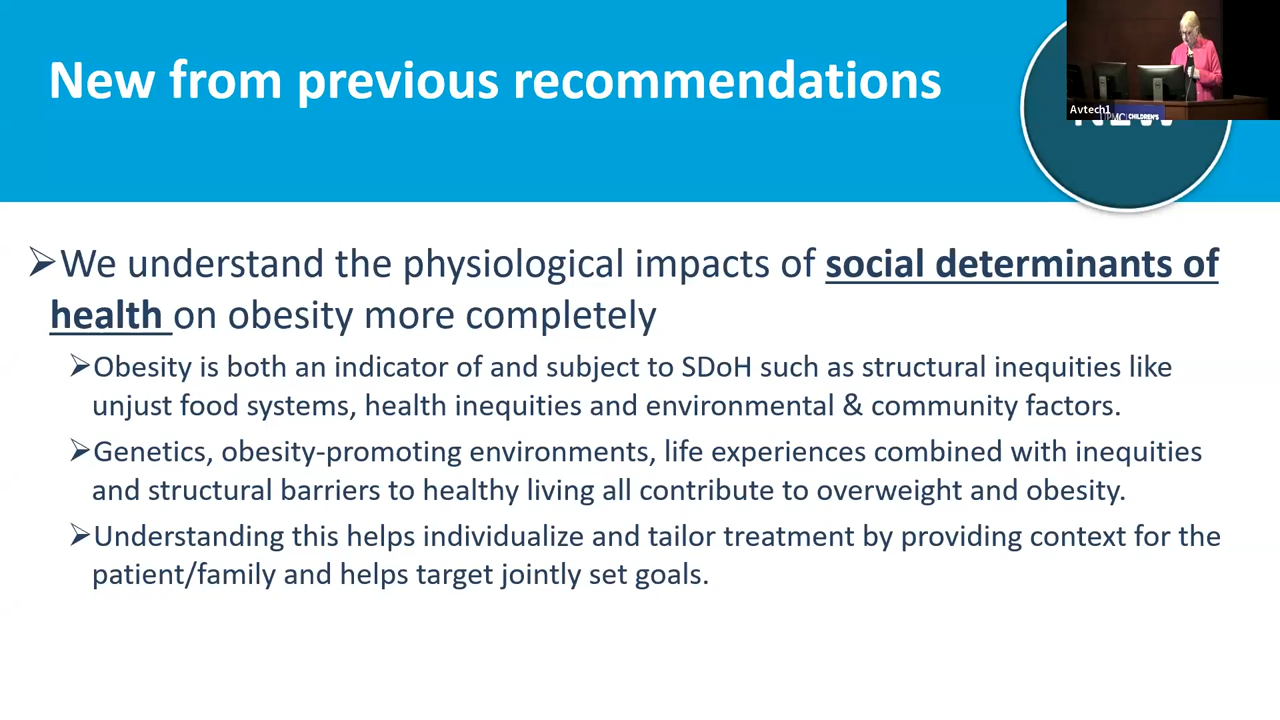 New from previous recommendations
Avtech1
UPMC CHILDREN'S
➢We understand the physiological impacts of social determinants of
health on obesity more completely
➢Obesity is both an indicator of and subject to SDoH such as structural inequities like
unjust food systems, health inequities and environmental & community factors.
➢Genetics, obesity-promoting environments, life experiences combined with inequities
and structural barriers to healthy living all contribute to overweight and obesity.
➢Understanding this helps individualize and tailor treatment by providing context for the
patient/family and helps target jointly set goals.